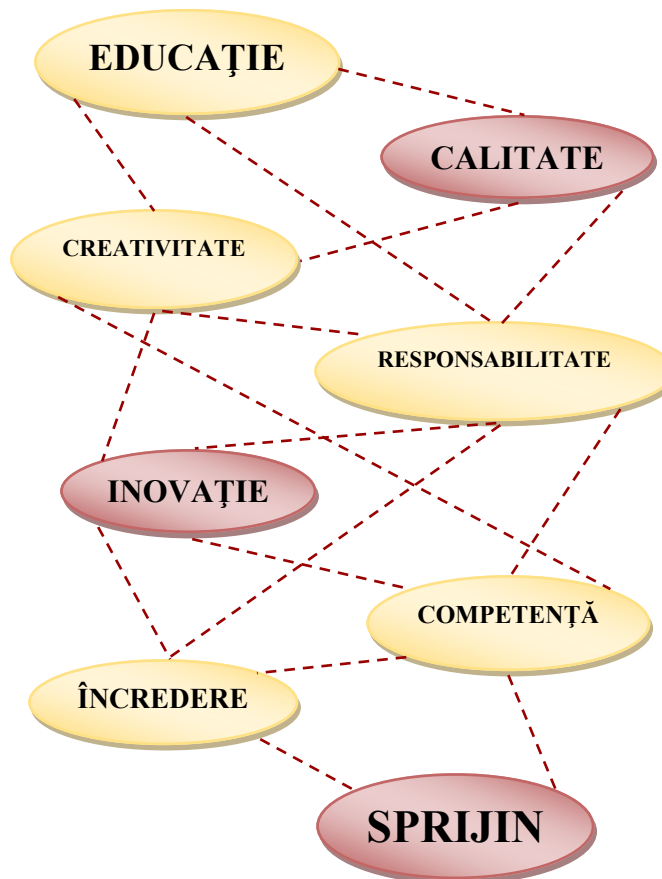 EDUCAŢIE
CALITATE
CREATIVITATE
RESPONSABILITATE
INOVAŢIE
COMPETENŢĂ
ÎNCREDERE
SPRIJIN